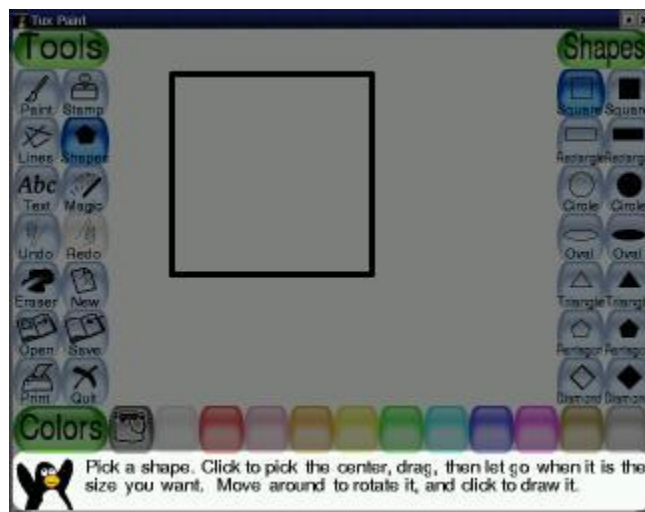 Tux Paint
Tools
Shapes
Paint Stamp
Square Square
Lines Shapes
Rectangle Rectangle
Abc
Text Magic
Circle Circle
Undo Redo
Oval Oval
Eraser New
Triangle Triangle
Open Save
Pentagon Pentagon
Print Quit
Diamond Diamond
Colors
Pick a shape. Click to pick the center, drag, then let go when it is the
size you want. Move around to rotate it, and click to draw it.